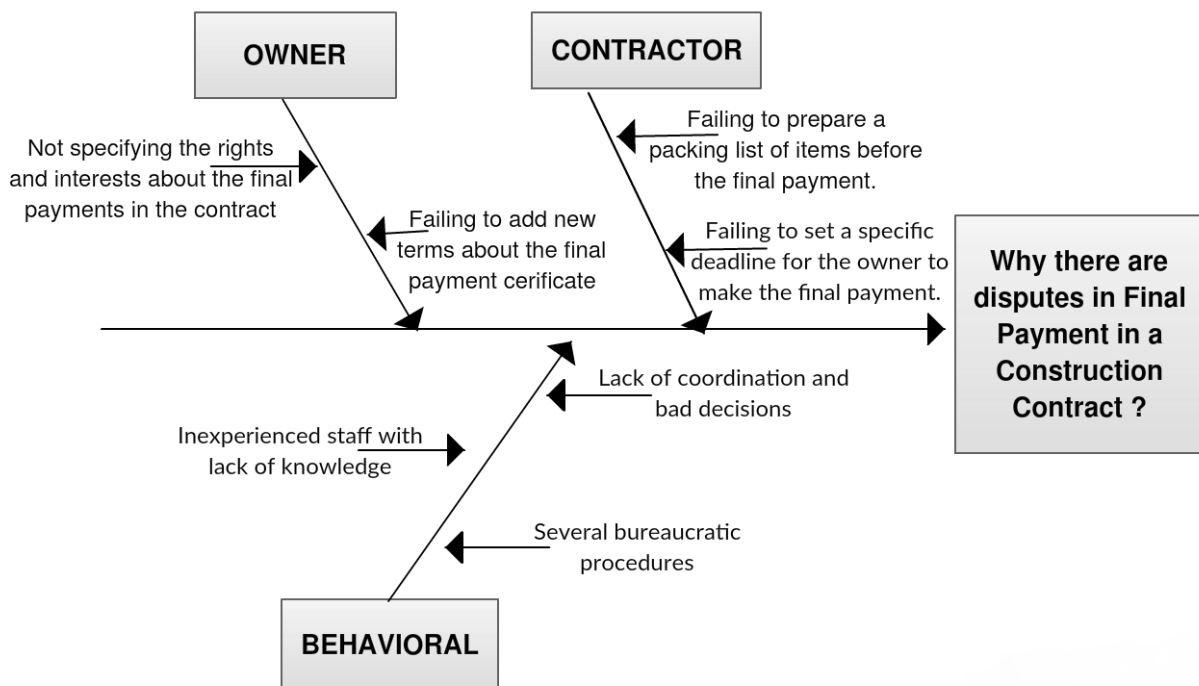 OWNER
CONTRACTOR
Not specifying the rights
and interests about the final
payments in the contract
Failing to add new
terms about the final
payment cerificate
Failing to prepare a
packing list of items before
the final payment.
Failing to set a specific
deadline for the owner to
make the final payment.
Why there are
disputes in Final
Payment in a
Construction
Contract ?
Lack of coordination and
bad decisions
Inexperienced staff with
lack of knowledge
Several bureaucratic
procedures
BEHAVIORAL